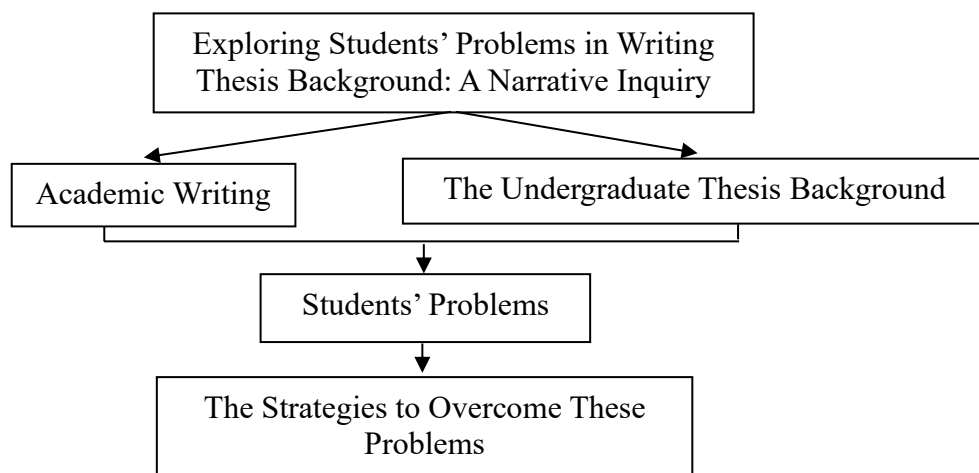 Exploring Students’ Problems in Writing
Thesis Background: A Narrative Inquiry
Academic Writing
The Undergraduate Thesis Background
Students’ Problems
The Strategies to Overcome These
Problems